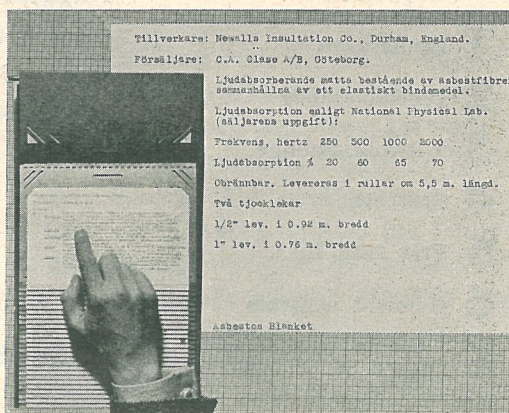 Tillverkare: Newalls Insultation Co., Durham, England.
Försäljare: C.A. Clase A/B, Göteborg.
Ljudabsorberande matta bestående av asbestfibrer
sammanhållna av ett elastiskt bindemedel.
Ljudabsorption enligt National Physical Lab.
(säljarens uppgift):
Frekvens, hertz 250 500 1000 2000
Ljudabsorption % 20 60 65 70
Obrännbar. Levereras i rullar om 5,5 m. längd.
Två tjocklekar
1/2" lev. i 0.92 m. bredd
1" lev. i 0.76 m. bredd
Asbestos Blanket